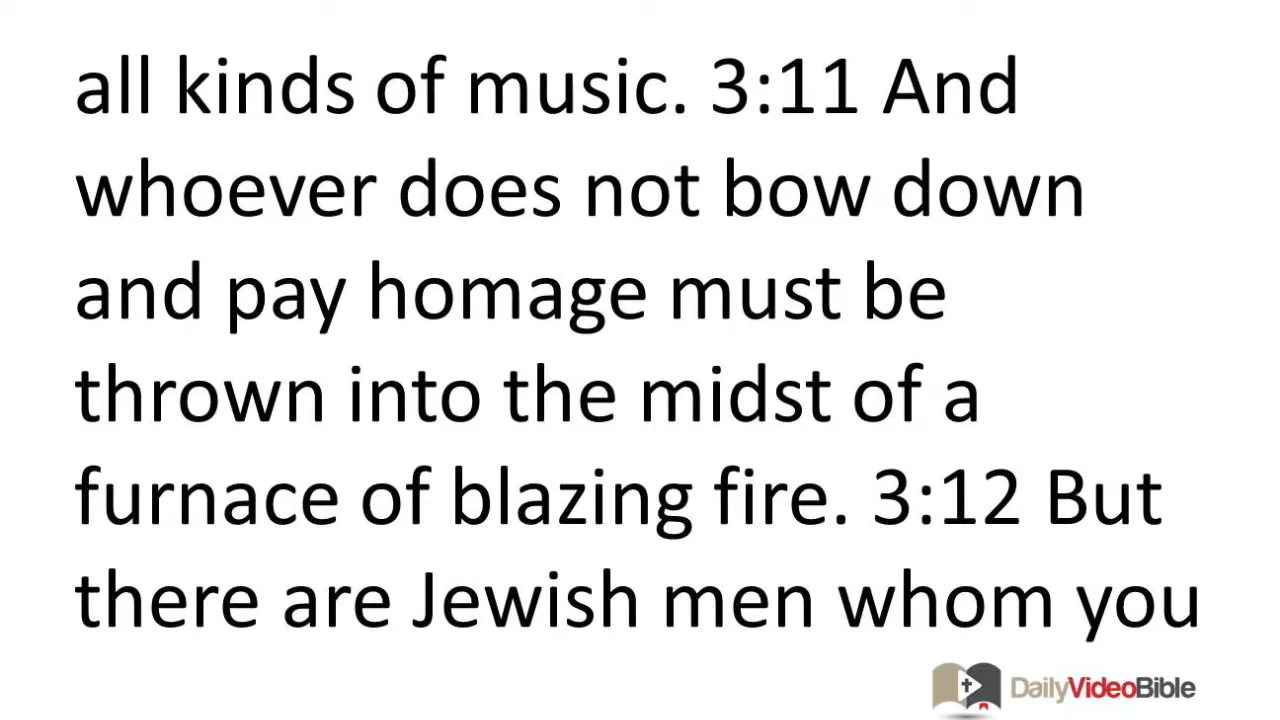 all kinds of music. 3:11 And
whoever does not bow down
and pay homage must be
thrown into the midst of a
furnace of blazing fire. 3:12 But
there are Jewish men whom you
DailyVideoBible